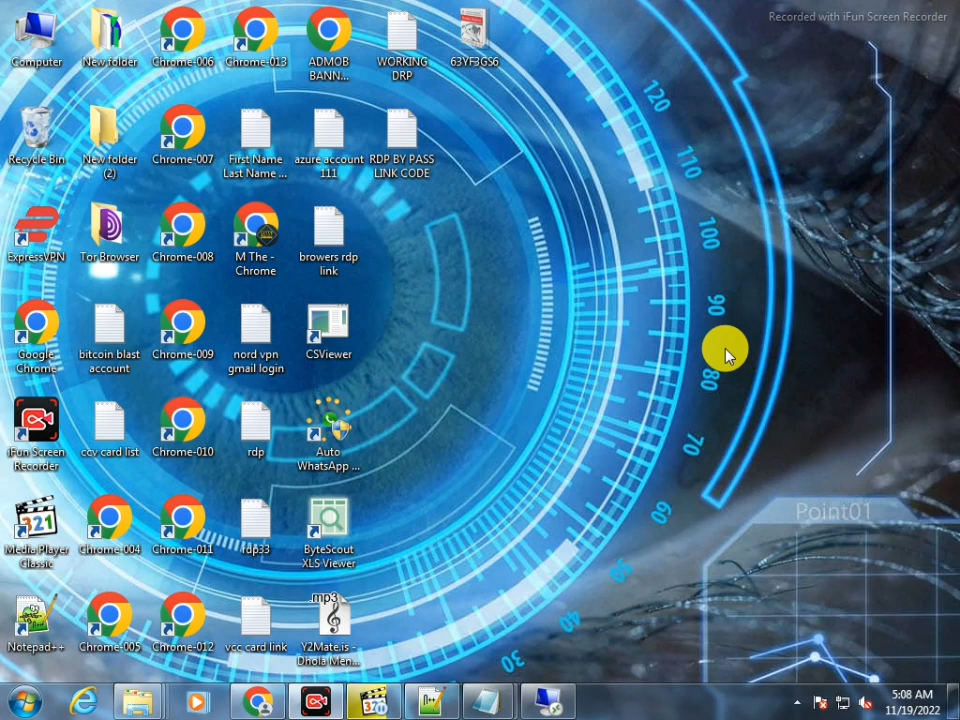 Recorded with iFun Screen Recorder
Computer
New folder
Chrome-006
Chrome-013
ADMOB
BANN...
WORKING
DRP
63YF3GS6
Recycle Bin
New folder
(2)
Chrome-007
First Name
Last Name ...
azure account
111
RDP BY PASS
LINK CODE
ExpressVPN
Tor Browser
Chrome-008
M The -
Chrome
browers rdp
link
Google
Chrome
bitcoin blast
account
Chrome-009
nord vpn
gmail login
CSViewer
iFun Screen
Recorder
ccv card list
Chrome-010
rdp
Auto
WhatsApp ...
Media Player
Classic
Chrome-004
Chrome-011
rdp33
ByteScout
XLS Viewer
Notepad++
Chrome-005
Chrome-012
vcc card link
.mp3
Y2Mate.is -
Dhola Men...
120
110
100
90
80
70
60
50
40
30
Point01
321
321
n++
5:08 AM
11/19/2022